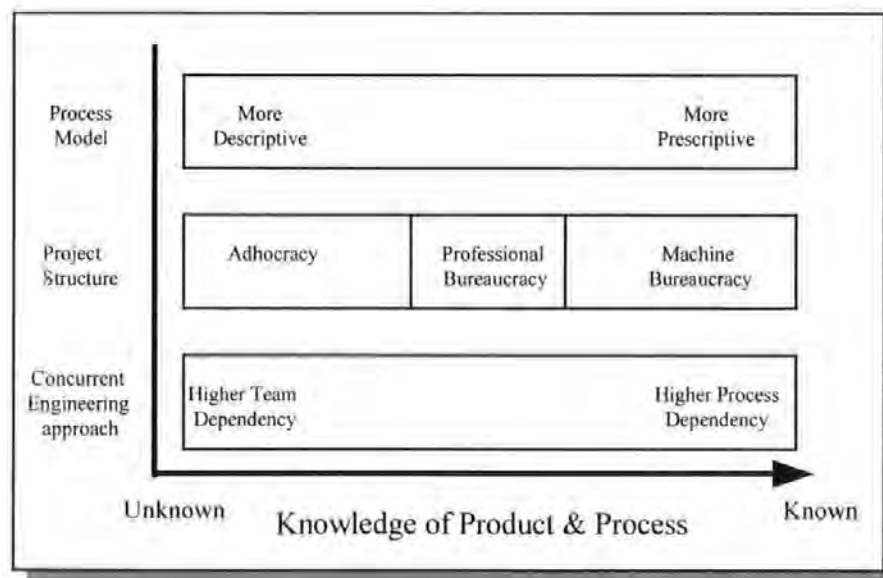 Process
Model
More
Descriptive
More
Prescriptive
Project
Structure
Adhocracy
Professional
Bureaucracy
Machine
Bureaucracy
Concurrent
Engineering
approach
Higher Team
Dependency
Higher Process
Dependency
Unknown
Knowledge of Product & Process
Known